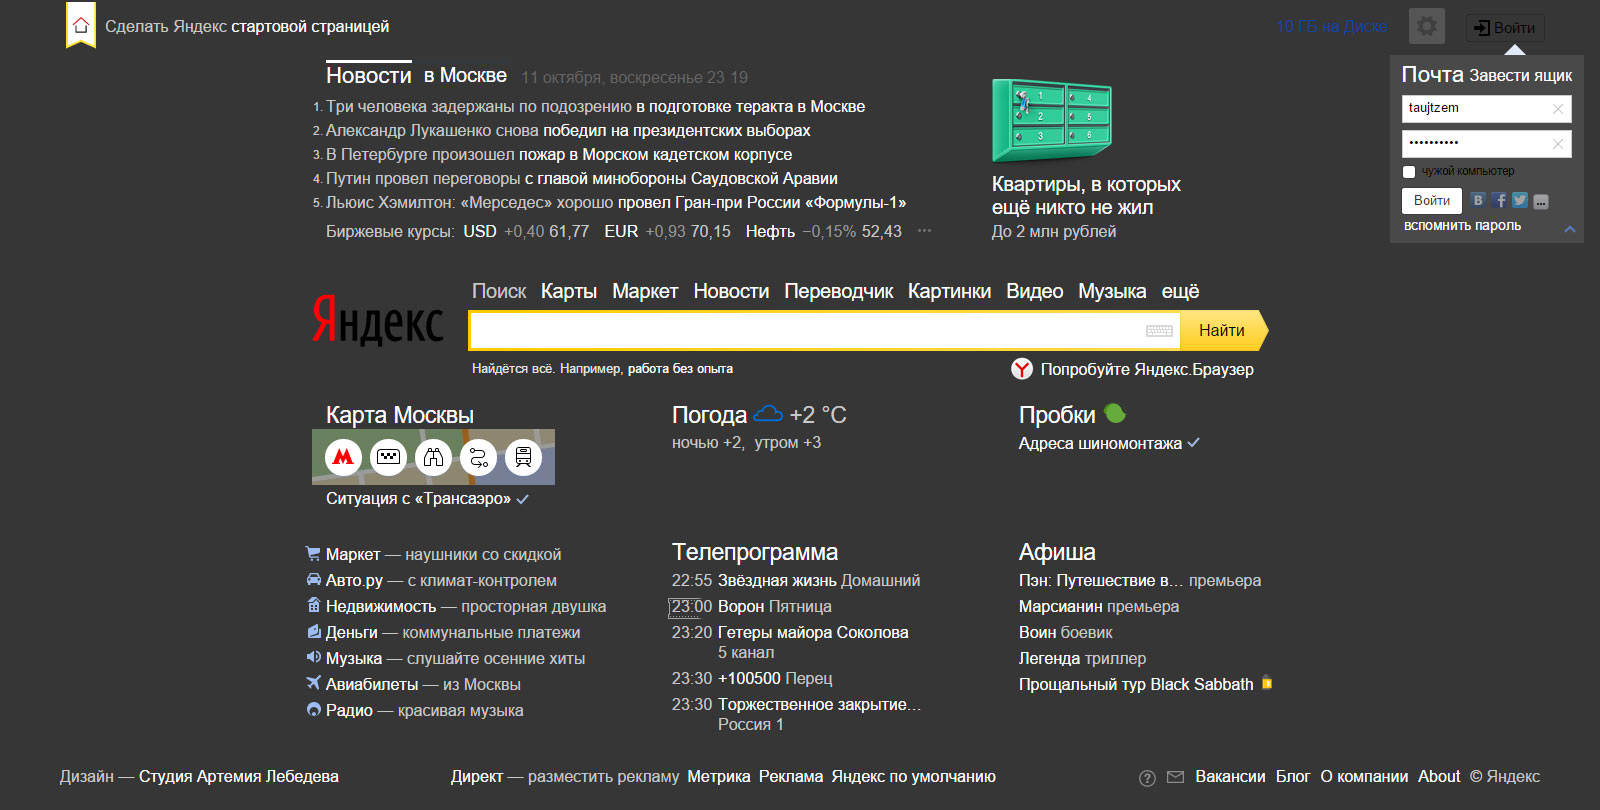 Сделать Яндекс стартовой страницей
10 ГБ на Диске
Войти
Новости в Москве 11 октября, воскресенье 23 19
1. Три человека задержаны по подозрению в подготовке теракта в Москве
2. Александр Лукашенко снова победил на президентских выборах
3. В Петербурге произошел пожар в Морском кадетском корпусе
4. Путин провел переговоры с главой минобороны Саудовской Аравии
5. Льюис Хэмилтон: «Мерседес» хорошо провел Гран-при России «Формулы-1»
Биржевые курсы: USD +0,40 61,77 EUR +0,93 70,15 Нефть −0,15% 52,43 ···
1 4
2 5
3 6
Квартиры, в которых
ещё никто не жил
До 2 млн рублей
Почта Завести ящик
taujtzem
••••••••••
чужой компьютер
Войти B f ...
вспомнить пароль
Поиск Карты Маркет Новости Переводчик Картинки Видео Музыка ещё
Яндекс
Найти
Найдётся всё. Например, работа без опыта
Попробуйте Яндекс.Браузер
Карта Москвы
Ситуация с «Трансаэро»
Погода +2 °C
ночью +2, утром +3
Пробки
Адреса шиномонтажа
Маркет — наушники со скидкой
Авто.ру — с климат-контролем
Недвижимость — просторная двушка
Деньги — коммунальные платежи
Музыка — слушайте осенние хиты
Авиабилеты — из Москвы
Радио — красивая музыка
Телепрограмма
22:55 Звёздная жизнь Домашний
23:00 Ворон Пятница
23:20 Гетеры майора Соколова
5 канал
23:30 +100500 Перец
23:30 Торжественное закрытие…
Россия 1
Афиша
Пэн: Путешествие в… премьера
Марсианин премьера
Воин боевик
Легенда триллер
Прощальный тур Black Sabbath
Дизайн — Студия Артемия Лебедева
Директ — разместить рекламу Метрика Реклама Яндекс по умолчанию
? Вакансии Блог О компании About © Яндекс